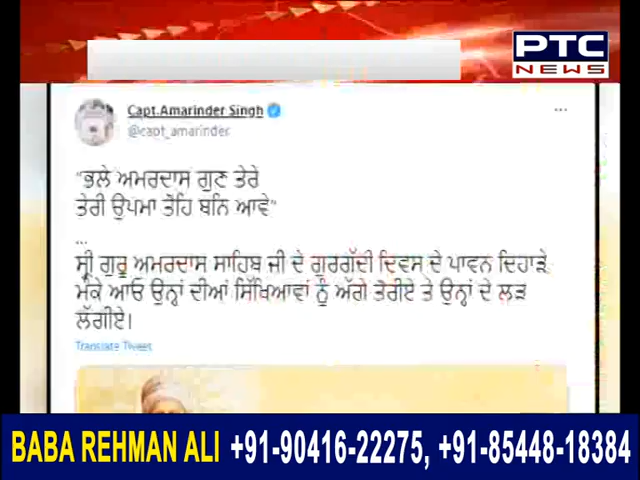 PTC
NEWS
Capt.Amarinder Singh
@capt_amarinder
...
"ਭਲੇ ਅਮਰਦਾਸ ਗੁਣ ਤੇਰੇ
ਤੇਰੀ ਉਪਮਾ ਤੋਹਿ ਬਨਿ ਆਵੇ"
...
ਸ੍ਰੀ ਗੁਰੂ ਅਮਰਦਾਸ ਸਾਹਿਬ ਜੀ ਦੇ ਗੁਰਗੱਦੀ ਦਿਵਸ ਦੇ ਪਾਵਨ ਦਿਹਾੜੇ
ਮੌਕੇ ਆਓ ਉਨ੍ਹਾਂ ਦੀਆਂ ਸਿੱਖਿਆਵਾਂ ਨੂੰ ਅੱਗੇ ਤੋਰੀਏ ਤੇ ਉਨ੍ਹਾਂ ਦੇ ਲੜ
ਲੱਗੀਏ।
Translate Tweet
BABA REHMAN ALI +91-90416-22275, +91-85448-18384